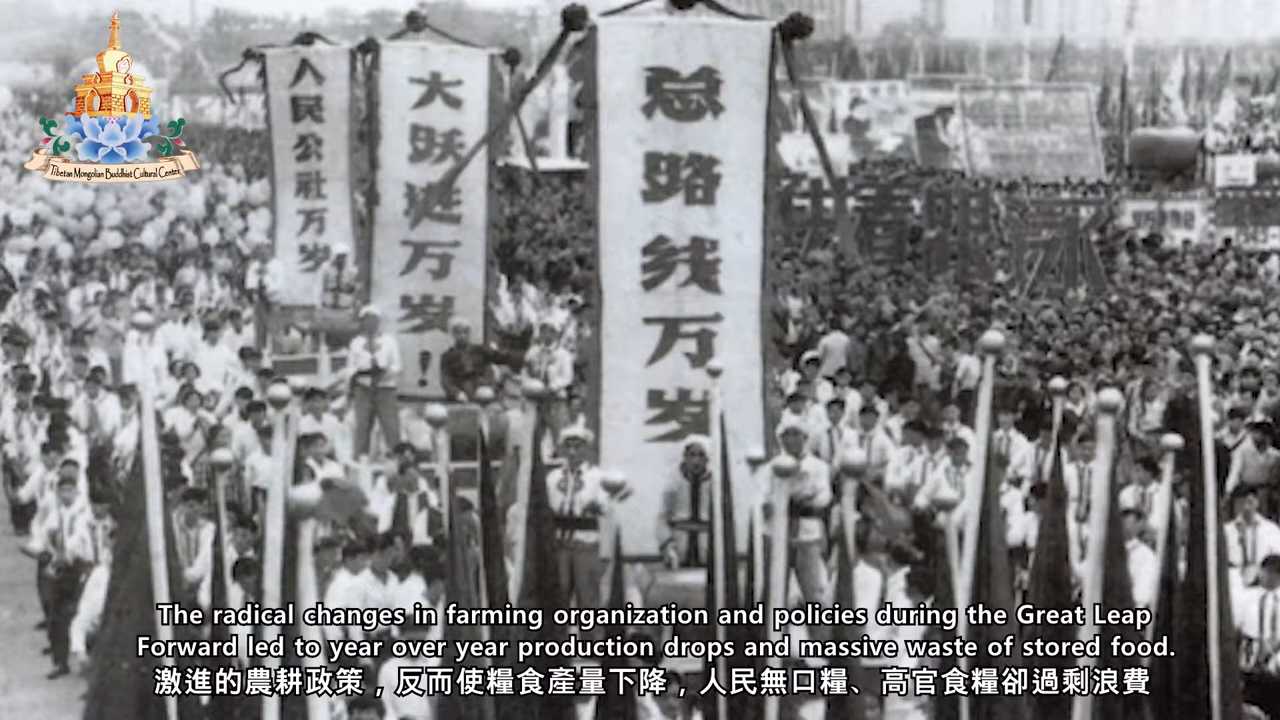 Tibetan Mongolian Buddhist Cultural Center
总路线万岁
大跃进万岁！
人民公社万岁
The radical changes in farming organization and policies during the Great Leap
Forward led to year over year production drops and massive waste of stored food.
激進的農耕政策，反而使糧食產量下降，人民無口糧、高官食糧卻過剩浪費